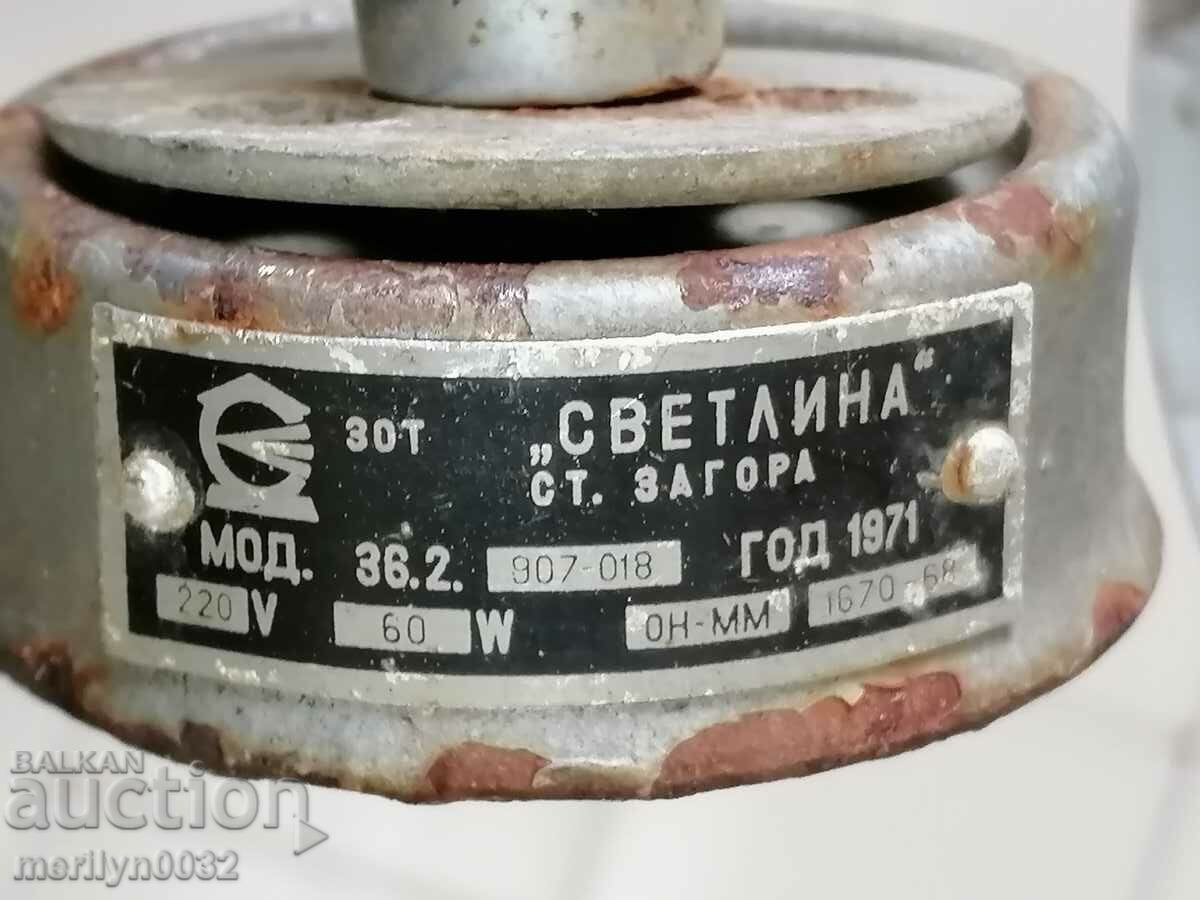 ЗОТ „СВЕТЛИНА“
СТ. ЗАГОРА
МОД. 36.2. 907-018 ГОД 1971
220 V 60 W ОН-ММ 1670-68
BALKAN
auction
merilyn0032